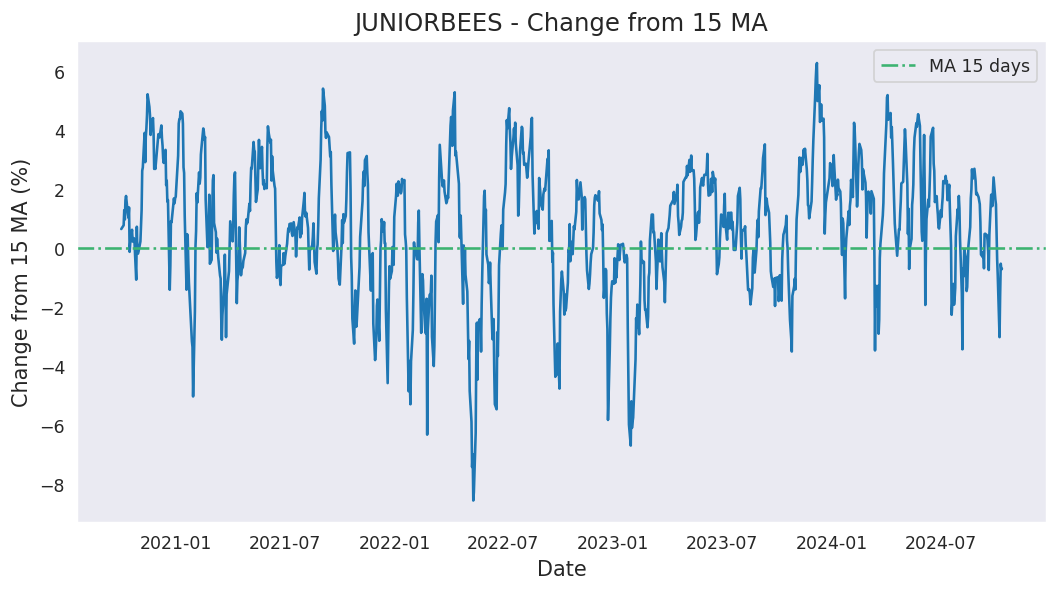 JUNIORBEES - Change from 15 MA
MA 15 days
Change from 15 MA (%)
6
4
2
0
−2
−4
−6
−8
2021-01 2021-07 2022-01 2022-07 2023-01 2023-07 2024-01 2024-07
Date